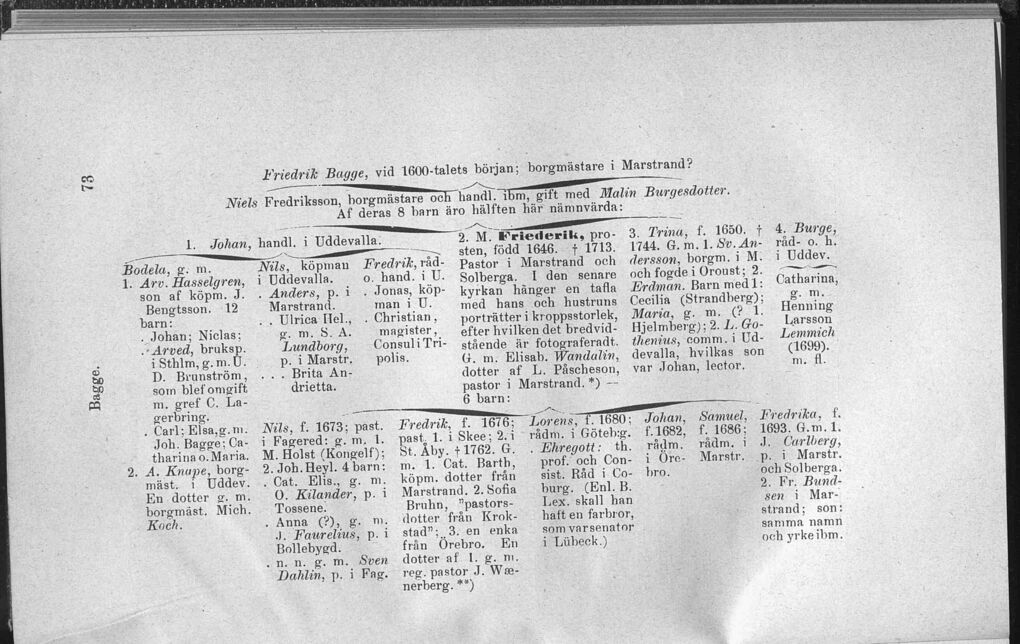 73
Bagge.
Friedrik Bagge, vid 1600-talets början; borgmästare i Marstrand?
Niels Fredriksson, borgmästare och handl. ibm, gift med Malin Burgesdotter.
Af deras 8 barn äro hälften här nämnvärda:
1. Johan, handl. i Uddevalla.
Bodela, g. m.
1. Arv. Hasselgren,
son af köpm. J.
Bengtsson. 12
barn:
. Johan; Niclas;
. Arved, bruksp.
i Sthlm, g. m. U.
D. Brunström,
som blef omgift
m. gref C. La-
gerbring.
. Carl; Elsa, g. m.
Joh. Bagge; Ca-
tharina o. Maria.
2. A. Knape, borg-
mäst. i Uddev.
En dotter g. m.
borgmäst. Mich.
Koch.
Nils, köpman
i Uddevalla.
. Anders, p. i
Marstrand.
. . Ulrica Hel.,
g. m. S. A.
Lundborg,
p. i Marstr.
. . . Brita An-
drietta.
Fredrik, råd-
o. hand. i U.
. Jonas, köp-
man i U.
. Christian,
magister,
Consul i Tri-
polis.
2. M. Friederik, pro-
sten, född 1646. † 1713.
Pastor i Marstrand och
Solberga. I den senare
kyrkan hänger en tafla
med hans och hustruns
porträtter i kroppsstorlek,
efter hvilken det bredvid-
stående är fotograferadt.
G. m. Elisab. Wandalin,
dotter af L. Påscheson,
pastor i Marstrand. *) —
6 barn:
3. Trina, f. 1650. †
1744. G. m. 1. Sv. An-
dersson, borgm. i M.
och fogde i Oroust; 2.
Erdman. Barn med 1:
Cecilia (Strandberg);
Maria, g. m. (? 1.
Hjelmberg); 2. L. Go-
thenius, comm. i Ud-
devalla, hvilkas son
var Johan, lector.
4. Burge,
råd- o. h.
i Uddev.
Catharina,
g. m.
Henning
Larsson
Lemmich
(1699).
m. fl.
Nils, f. 1673; past.
i Fagered: g. m. 1.
M. Holst (Kongelf);
2. Joh. Heyl. 4 barn:
. Cat. Elis., g. m.
O. Kilander, p. i
Tossene.
. Anna (?), g. m.
J. Faurelius, p. i
Bollebygd.
. n. n. g. m. Sven
Dahlin, p. i Fag.
Fredrik, f. 1676;
past. 1. i Skee; 2. i
St. Åby. † 1762. G.
m. 1. Cat. Barth,
köpm. dotter från
Marstrand. 2. Sofia
Bruhn, "pastors-
dotter från Krok-
stad"; 3. en enka
från Örebro. En
dotter af 1. g. m.
reg. pastor J. Wæ-
nerberg. **)
Lorens, f. 1680;
rådm. i Göteb:g.
. Ehregott: th.
prof. och Con-
sist. Råd i Co-
burg. (Enl. B.
Lex. skall han
haft en farbror,
som var senator
i Lübeck.)
Johan,
f. 1682,
rådm.
i Öre-
bro.
Samuel,
f. 1686;
rådm. i
Marstr.
Fredrika, f.
1693. G. m. 1.
J. Carlberg,
p. i Marstr.
och Solberga.
2. Fr. Bund-
sen i Mar-
strand; son:
samma namn
och yrke ibm.